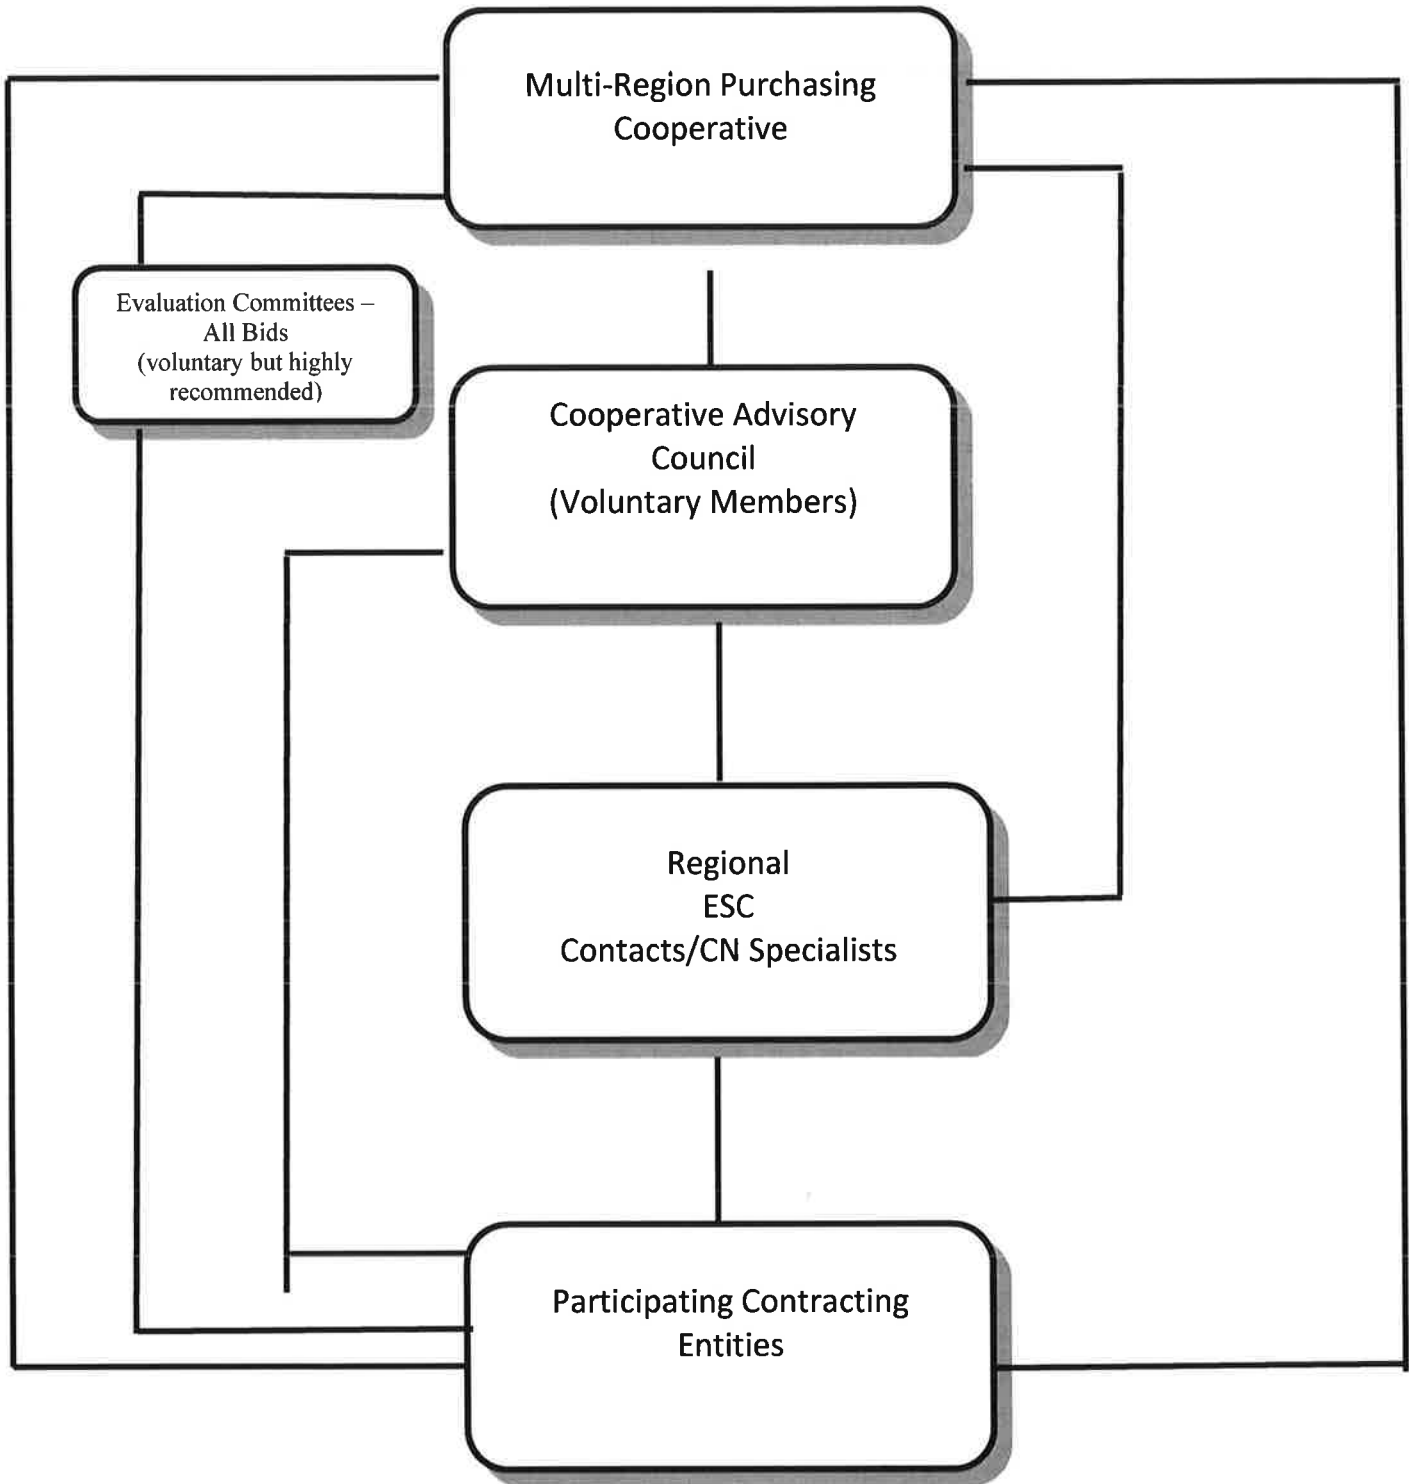 Multi-Region Purchasing
Cooperative
Evaluation Committees –
All Bids
(voluntary but highly
recommended)
Cooperative Advisory
Council
(Voluntary Members)
Regional
ESC
Contacts/CN Specialists
Participating Contracting
Entities